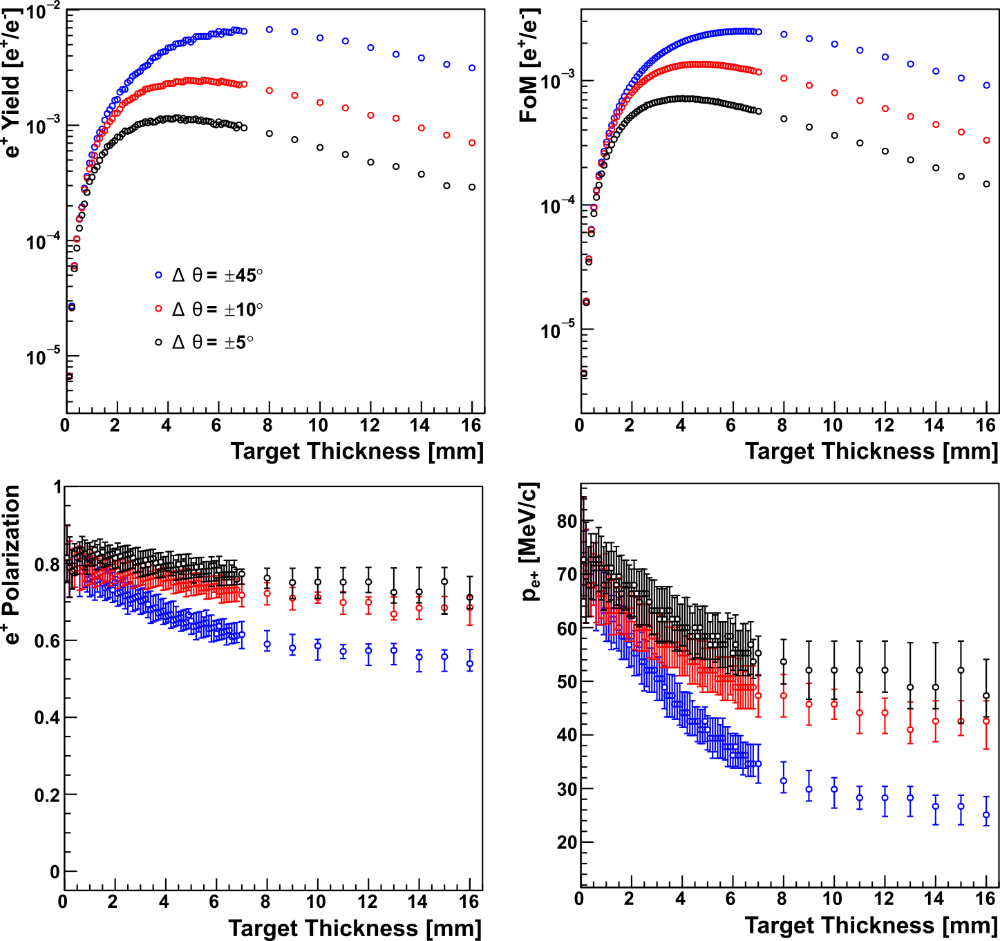 e⁺ Yield [e⁺/e⁻]
10⁻²
10⁻³
10⁻⁴
10⁻⁵
Δ θ = ±45°
Δ θ = ±10°
Δ θ = ±5°
0 2 4 6 8 10 12 14 16
Target Thickness [mm]
FoM [e⁺/e⁻]
10⁻³
10⁻⁴
10⁻⁵
0 2 4 6 8 10 12 14 16
Target Thickness [mm]
e⁺ Polarization
1
0.8
0.6
0.4
0.2
0
0 2 4 6 8 10 12 14 16
Target Thickness [mm]
pₑ₊ [MeV/c]
80
70
60
50
40
30
20
0 2 4 6 8 10 12 14 16
Target Thickness [mm]